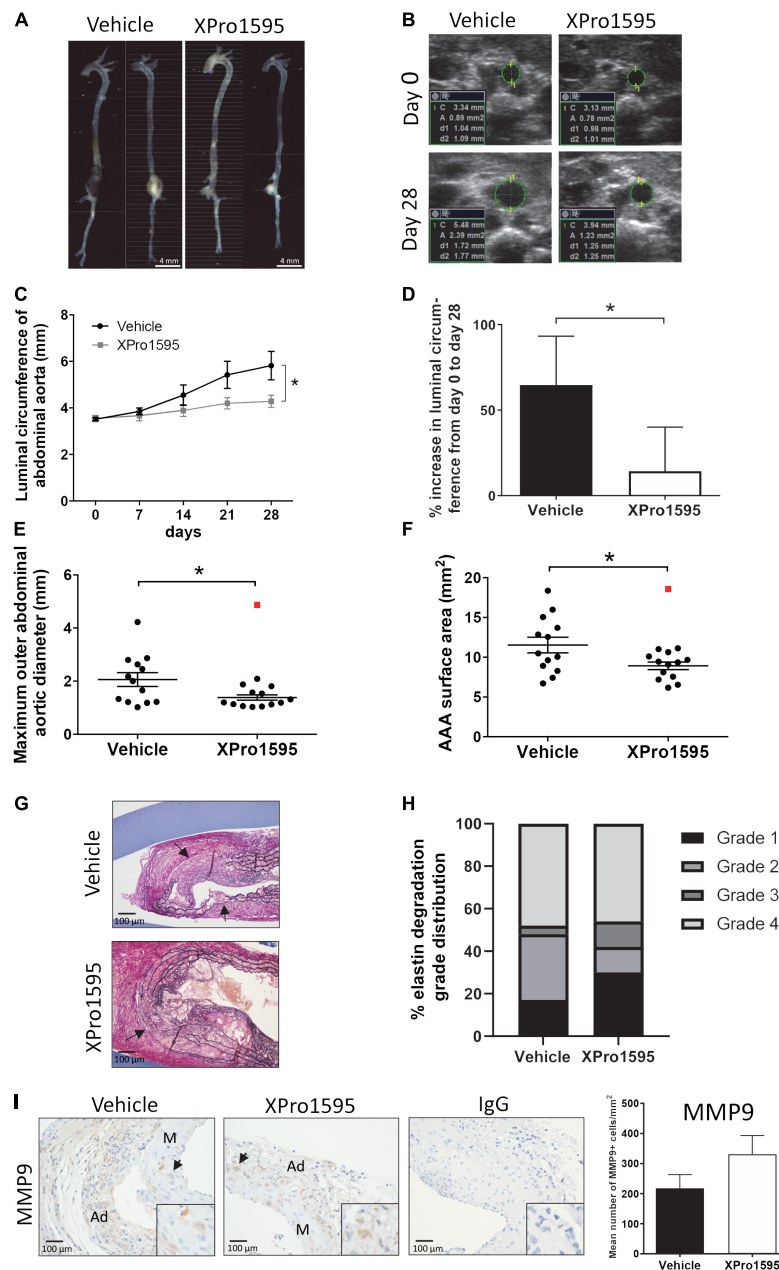 A
Vehicle
XPro1595
4 mm
4 mm
B
Vehicle
XPro1595
Day 0
1 C 3.34 mm
A 0.89 mm2
d1 1.04 mm
d2 1.09 mm
1 C 3.13 mm
A 0.78 mm2
d1 0.98 mm
d2 1.01 mm
Day 28
1 C 5.48 mm
A 2.39 mm2
d1 1.72 mm
d2 1.77 mm
1 C 3.94 mm
A 1.23 mm2
d1 1.25 mm
d2 1.25 mm
C
Luminal circumference of
abdominal aorta (mm)
8
6
4
2
0
Vehicle
XPro1595
*
0 7 14 21 28
days
D
% increase in luminal circum-
ference from day 0 to day 28
100
50
0
*
Vehicle XPro1595
E
Maximum outer abdominal
aortic diameter (mm)
6
4
2
0
*
Vehicle XPro1595
F
AAA surface area (mm²)
20
15
10
5
0
*
Vehicle XPro1595
G
Vehicle
100 µm
XPro1595
100 µm
H
% elastin degradation
grade distribution
100
80
60
40
20
0
Vehicle XPro1595
Grade 1
Grade 2
Grade 3
Grade 4
I
MMP9
Vehicle
M
Ad
100 µm
XPro1595
Ad
M
100 µm
IgG
100 µm
MMP9
Mean number of MMP9+ cells/mm²
500
400
300
200
100
0
Vehicle XPro1595